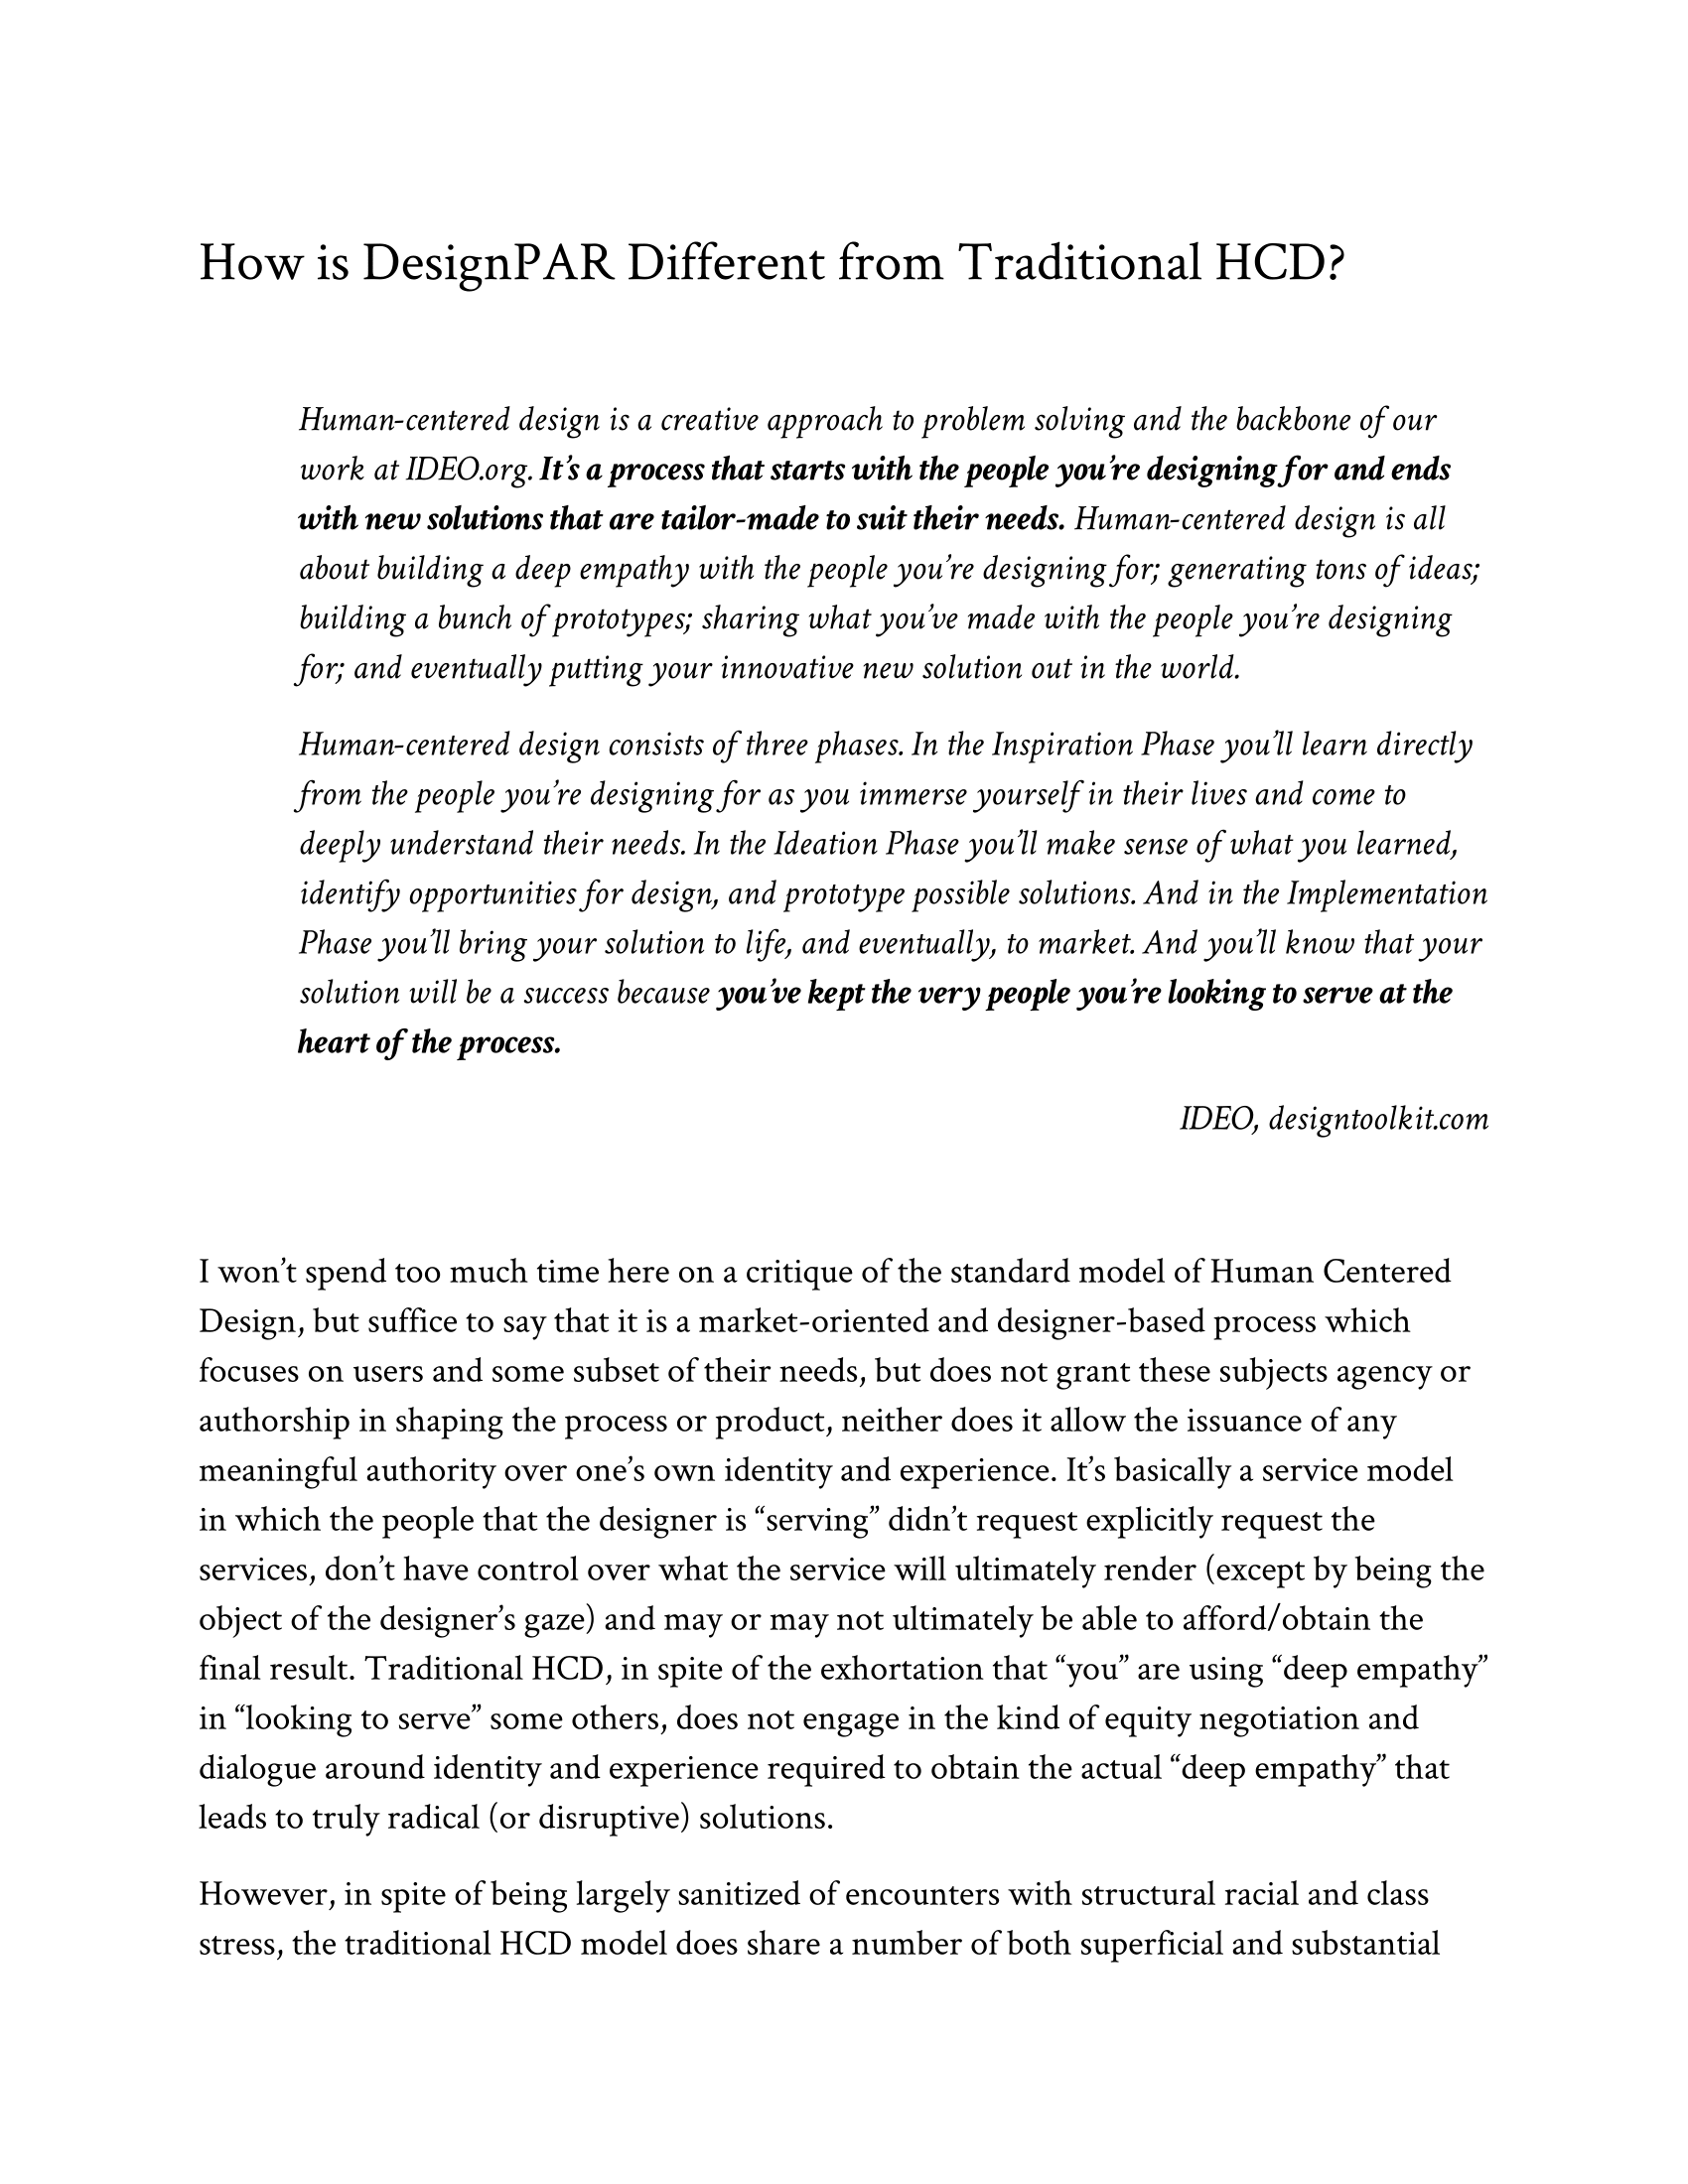 How is DesignPAR Different from Traditional HCD?
Human-centered design is a creative approach to problem solving and the backbone of our
work at IDEO.org. It’s a process that starts with the people you’re designing for and ends
with new solutions that are tailor-made to suit their needs. Human-centered design is all
about building a deep empathy with the people you’re designing for; generating tons of ideas;
building a bunch of prototypes; sharing what you’ve made with the people you’re designing
for; and eventually putting your innovative new solution out in the world.
Human-centered design consists of three phases. In the Inspiration Phase you’ll learn directly
from the people you’re designing for as you immerse yourself in their lives and come to
deeply understand their needs. In the Ideation Phase you’ll make sense of what you learned,
identify opportunities for design, and prototype possible solutions. And in the Implementation
Phase you’ll bring your solution to life, and eventually, to market. And you’ll know that your
solution will be a success because you’ve kept the very people you’re looking to serve at the
heart of the process.
IDEO, designtoolkit.com
I won’t spend too much time here on a critique of the standard model of Human Centered
Design, but suffice to say that it is a market-oriented and designer-based process which
focuses on users and some subset of their needs, but does not grant these subjects agency or
authorship in shaping the process or product, neither does it allow the issuance of any
meaningful authority over one’s own identity and experience. It’s basically a service model
in which the people that the designer is “serving” didn’t request explicitly request the
services, don’t have control over what the service will ultimately render (except by being the
object of the designer’s gaze) and may or may not ultimately be able to afford/obtain the
final result. Traditional HCD, in spite of the exhortation that “you” are using “deep empathy”
in “looking to serve” some others, does not engage in the kind of equity negotiation and
dialogue around identity and experience required to obtain the actual “deep empathy” that
leads to truly radical (or disruptive) solutions.
However, in spite of being largely sanitized of encounters with structural racial and class
stress, the traditional HCD model does share a number of both superficial and substantial